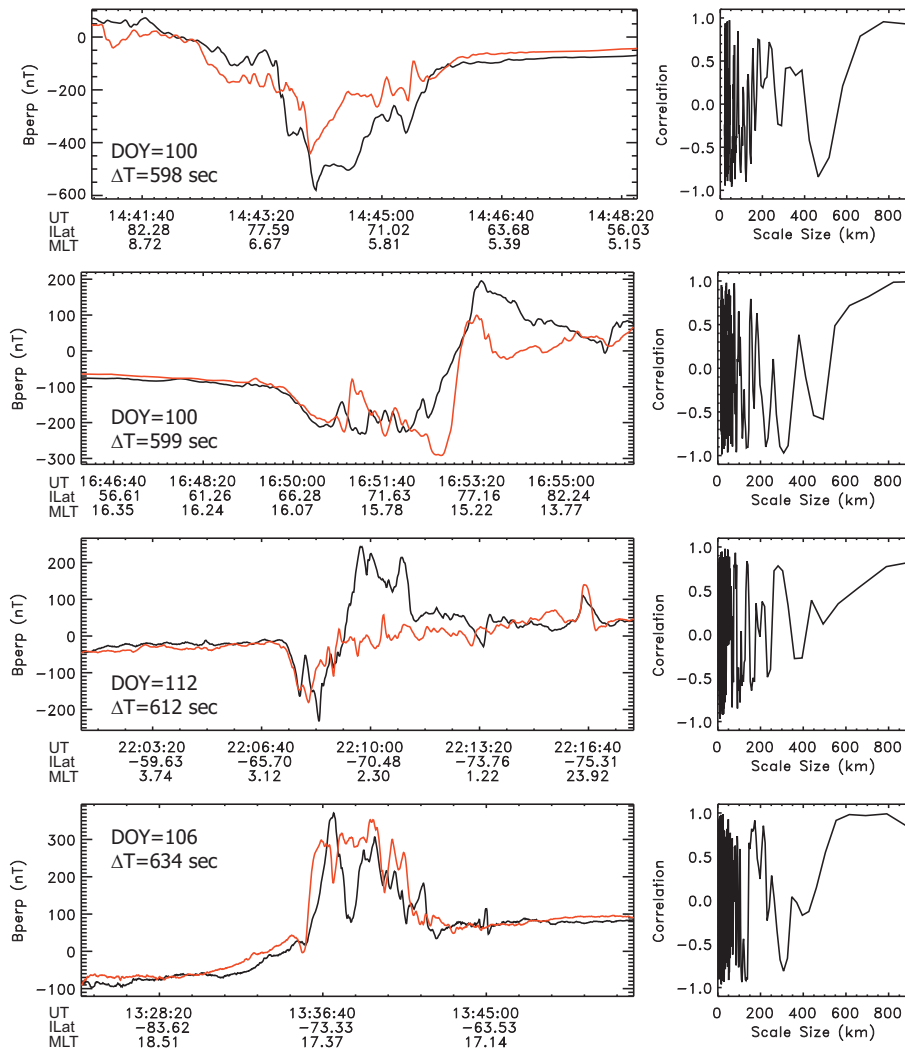 Bperp (nT)
0
−200
−400
−600
DOY=100
ΔT=598 sec
UT 14:41:40 14:43:20 14:45:00 14:46:40 14:48:20
ILat 82.28 77.59 71.02 63.68 56.03
MLT 8.72 6.67 5.81 5.39 5.15
Correlation
1.0
0.5
0.0
−0.5
−1.0
0 200 400 600 800
Scale Size (km)
Bperp (nT)
200
100
0
−100
−200
−300
DOY=100
ΔT=599 sec
UT 16:46:40 16:48:20 16:50:00 16:51:40 16:53:20 16:55:00
ILat 56.61 61.26 66.28 71.63 77.16 82.24
MLT 16.35 16.24 16.07 15.78 15.22 13.77
Correlation
1.0
0.5
0.0
−0.5
−1.0
0 200 400 600 800
Scale Size (km)
Bperp (nT)
200
100
0
−100
−200
DOY=112
ΔT=612 sec
UT 22:03:20 22:06:40 22:10:00 22:13:20 22:16:40
ILat −59.63 −65.70 −70.48 −73.76 −75.31
MLT 3.74 3.12 2.30 1.22 23.92
Correlation
1.0
0.5
0.0
−0.5
−1.0
0 200 400 600 800
Scale Size (km)
Bperp (nT)
300
200
100
0
−100
DOY=106
ΔT=634 sec
UT 13:28:20 13:36:40 13:45:00
ILat −83.62 −73.33 −63.53
MLT 18.51 17.37 17.14
Correlation
1.0
0.5
0.0
−0.5
−1.0
0 200 400 600 800
Scale Size (km)